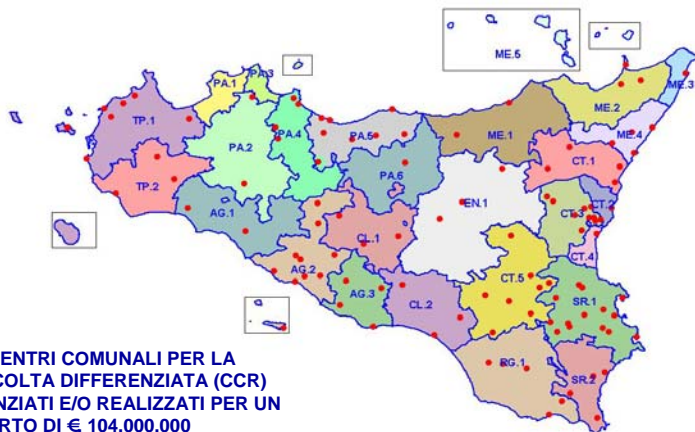 PA.1
PA.3
ME.5
ME.3
TP.1
ME.2
PA.2
PA.4
PA.5
ME.1
ME.4
CT.1
PA.6
TP.2
EN.1
AG.1
CT.3
CT.2
CL.1
CT.4
AG.2
CT.5
AG.3
CL.2
SR.1
RG.1
SR.2
ENTRI COMUNALI PER LA
COLTA DIFFERENZIATA (CCR)
NZIATI E/O REALIZZATI PER UN
RTO DI € 104.000.000